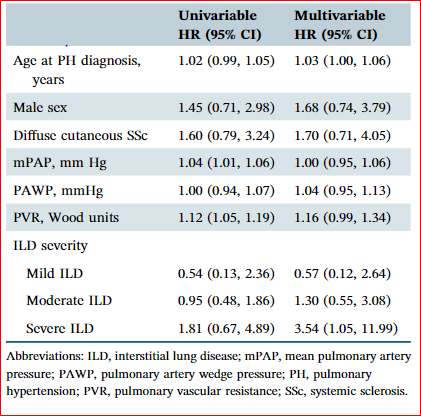 Univariable Multivariable
HR (95% CI) HR (95% CI)
Age at PH diagnosis, 1.02 (0.99, 1.05) 1.03 (1.00, 1.06)
years
Male sex 1.45 (0.71, 2.98) 1.68 (0.74, 3.79)
Diffuse cutaneous SSc 1.60 (0.79, 3.24) 1.70 (0.71, 4.05)
mPAP, mm Hg 1.04 (1.01, 1.06) 1.00 (0.95, 1.06)
PAWP, mmHg 1.00 (0.94, 1.07) 1.04 (0.95, 1.13)
PVR, Wood units 1.12 (1.05, 1.19) 1.16 (0.99, 1.34)
ILD severity
Mild ILD 0.54 (0.13, 2.36) 0.57 (0.12, 2.64)
Moderate ILD 0.95 (0.48, 1.86) 1.30 (0.55, 3.08)
Severe ILD 1.81 (0.67, 4.89) 3.54 (1.05, 11.99)
Abbreviations: ILD, interstitial lung disease; mPAP, mean pulmonary artery
pressure; PAWP, pulmonary artery wedge pressure; PH, pulmonary
hypertension; PVR, pulmonary vascular resistance; SSc, systemic sclerosis.